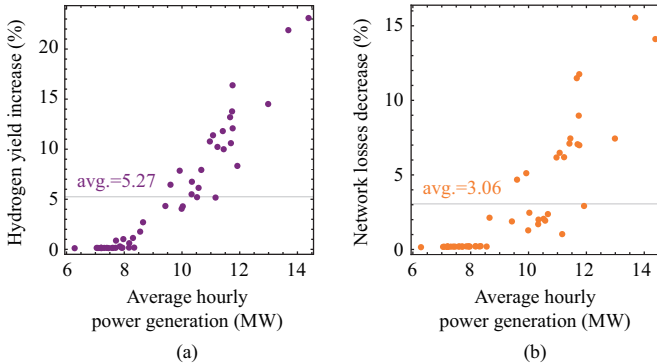 Hydrogen yield increase (%)
20
15
10
5
0
avg.=5.27
6 8 10 12 14
Average hourly
power generation (MW)
(a)
Network losses decrease (%)
15
10
5
0
avg.=3.06
6 8 10 12 14
Average hourly
power generation (MW)
(b)